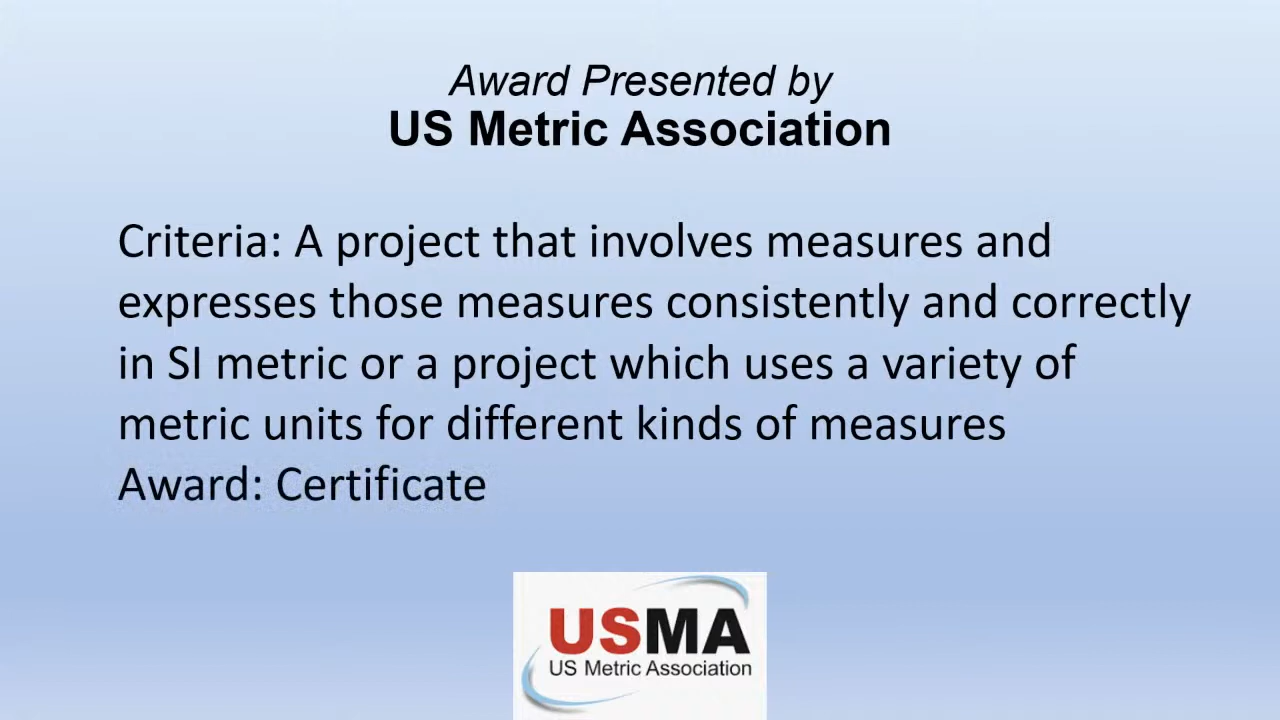 Award Presented by
US Metric Association
Criteria: A project that involves measures and
expresses those measures consistently and correctly
in SI metric or a project which uses a variety of
metric units for different kinds of measures
Award: Certificate
USMA
US Metric Association